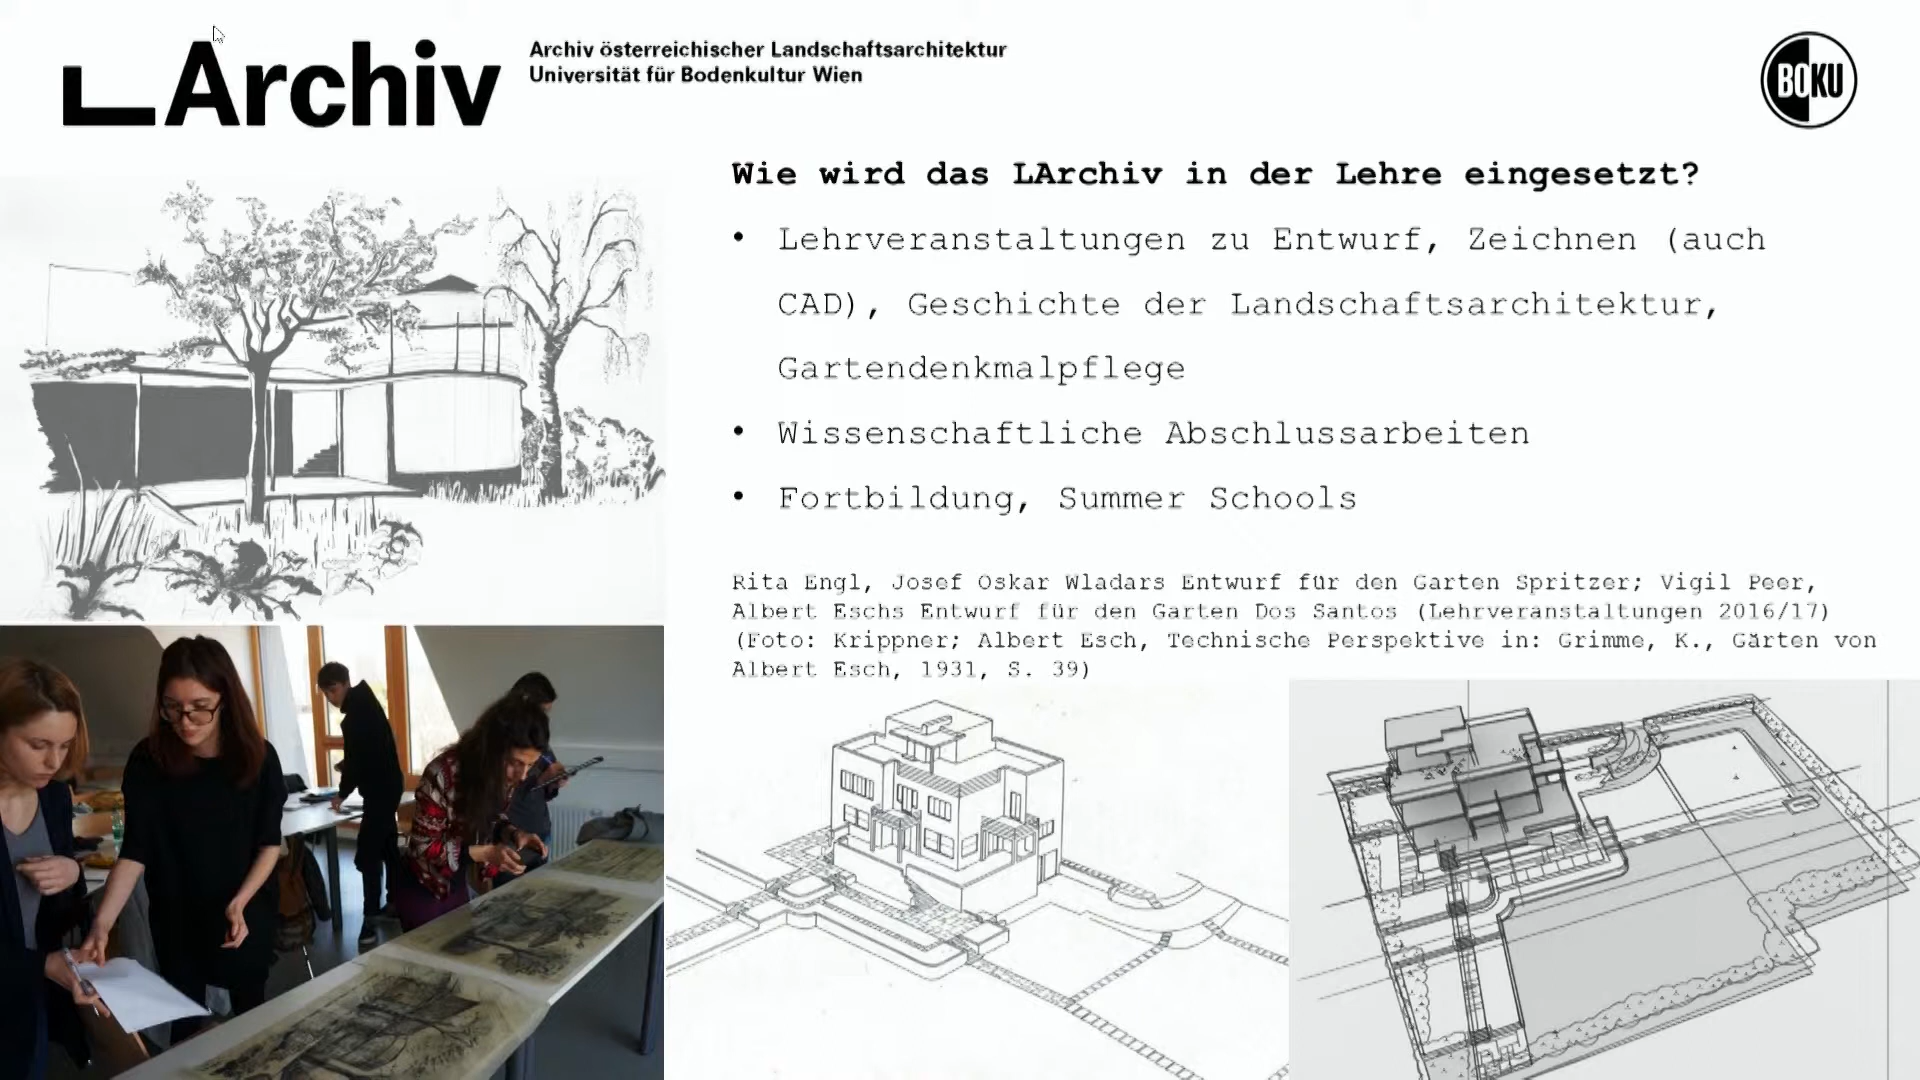 LArchiv
Archiv österreichischer Landschaftsarchitektur
Universität für Bodenkultur Wien
BOKU
Wie wird das LArchiv in der Lehre eingesetzt?
• Lehrveranstaltungen zu Entwurf, Zeichnen (auch
CAD), Geschichte der Landschaftsarchitektur,
Gartendenkmalpflege
• Wissenschaftliche Abschlussarbeiten
• Fortbildung, Summer Schools
Rita Engl, Josef Oskar Wladars Entwurf für den Garten Spritzer; Vigil Peer,
Albert Eschs Entwurf für den Garten Dos Santos (Lehrveranstaltungen 2016/17)
(Foto: Krippner; Albert Esch, Technische Perspektive in: Grimme, K., Gärten von
Albert Esch, 1931, S. 39)